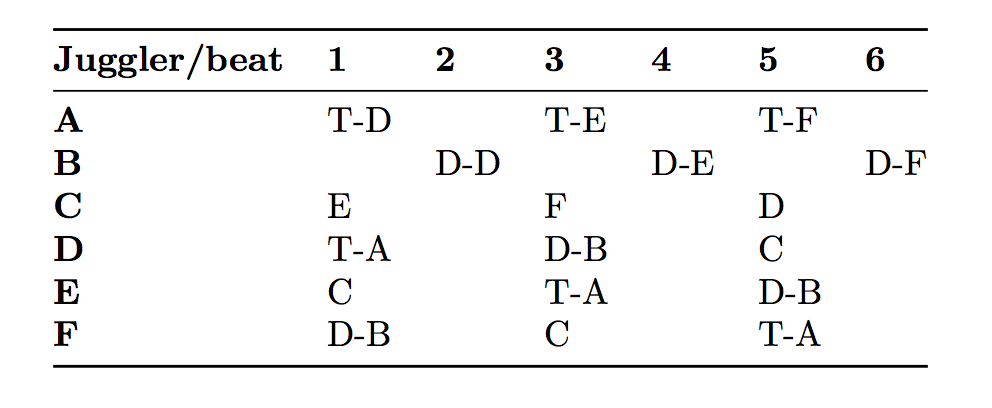 Juggler/beat 1 2 3 4 5 6
A T-D T-E T-F
B D-D D-E D-F
C E F D
D T-A D-B C
E C T-A D-B
F D-B C T-A